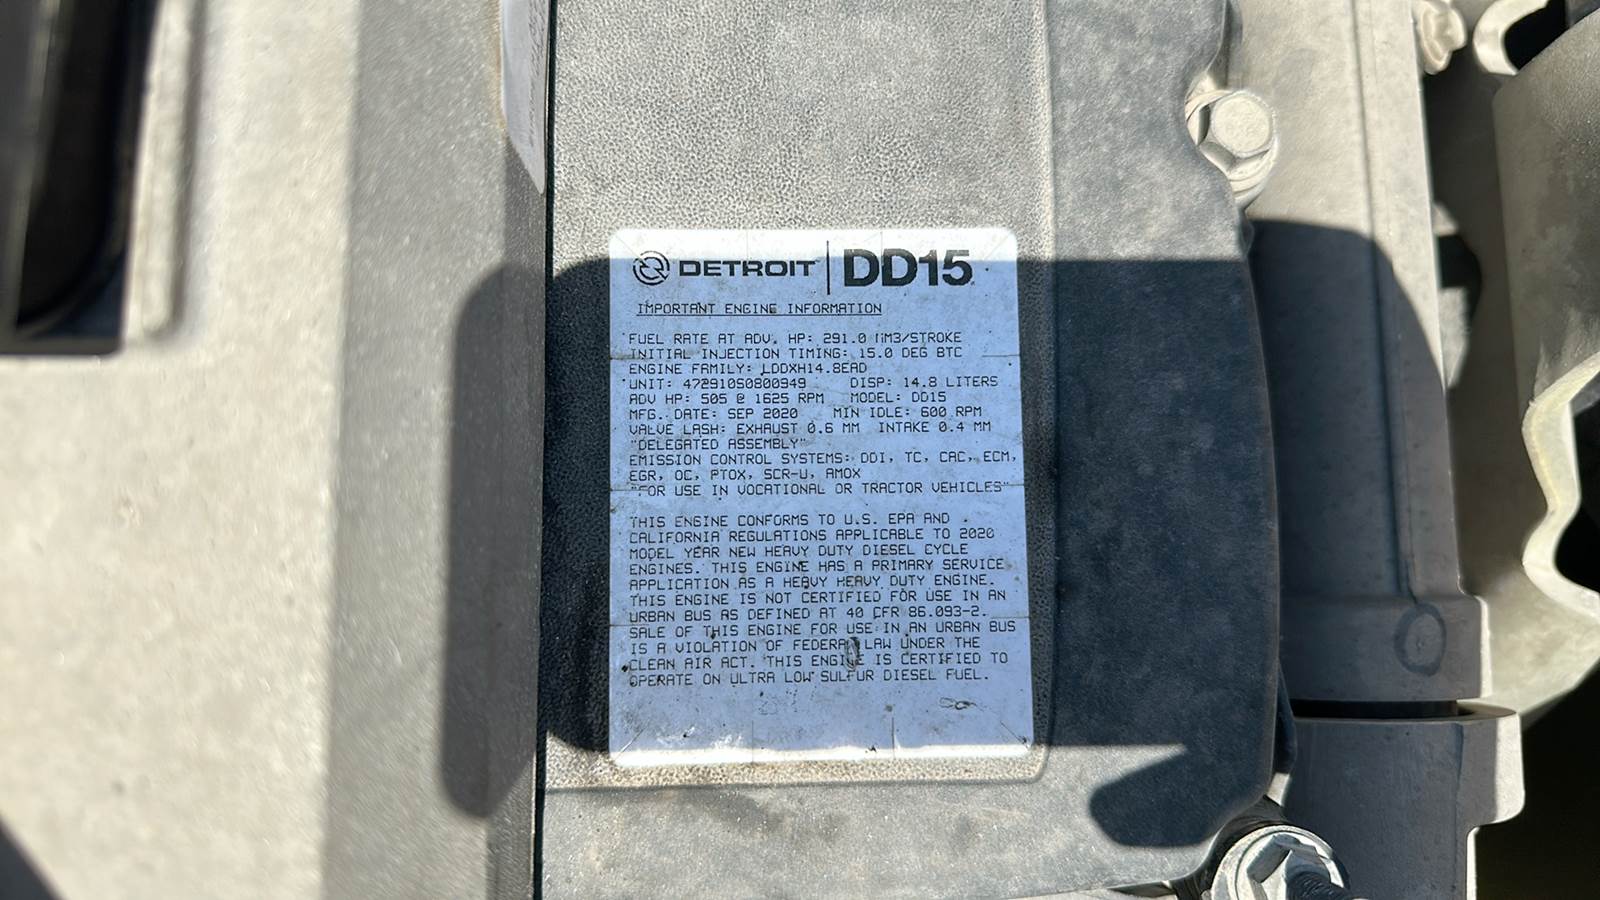 DETROIT | DD15
IMPORTANT ENGINE INFORMATION
FUEL RATE AT ADV. HP: 291.0 MM3/STROKE
INITIAL INJECTION TIMING: 15.0 DEG BTC
ENGINE FAMILY: LDDXH14.8EAD
UNIT: 472910S0800949 DISP: 14.8 LITERS
ADV HP: 505 @ 1625 RPM MODEL: DD15
MFG. DATE: SEP 2020 MIN IDLE: 600 RPM
VALVE LASH: EXHAUST 0.6 MM INTAKE 0.4 MM
"DELEGATED ASSEMBLY"
EMISSION CONTROL SYSTEMS: DDI, TC, CAC, ECM,
EGR, OC, PTOX, SCR-U, AMOX
"FOR USE IN VOCATIONAL OR TRACTOR VEHICLES"
THIS ENGINE CONFORMS TO U.S. EPA AND
CALIFORNIA REGULATIONS APPLICABLE TO 2020
MODEL YEAR NEW HEAVY DUTY DIESEL CYCLE
ENGINES. THIS ENGINE HAS A PRIMARY SERVICE
APPLICATION AS A HEAVY HEAVY DUTY ENGINE.
THIS ENGINE IS NOT CERTIFIED FOR USE IN AN
URBAN BUS AS DEFINED AT 40 CFR 86.093-2.
SALE OF THIS ENGINE FOR USE IN AN URBAN BUS
IS A VIOLATION OF FEDERAL LAW UNDER THE
CLEAN AIR ACT. THIS ENGINE IS CERTIFIED TO
OPERATE ON ULTRA LOW SULFUR DIESEL FUEL.